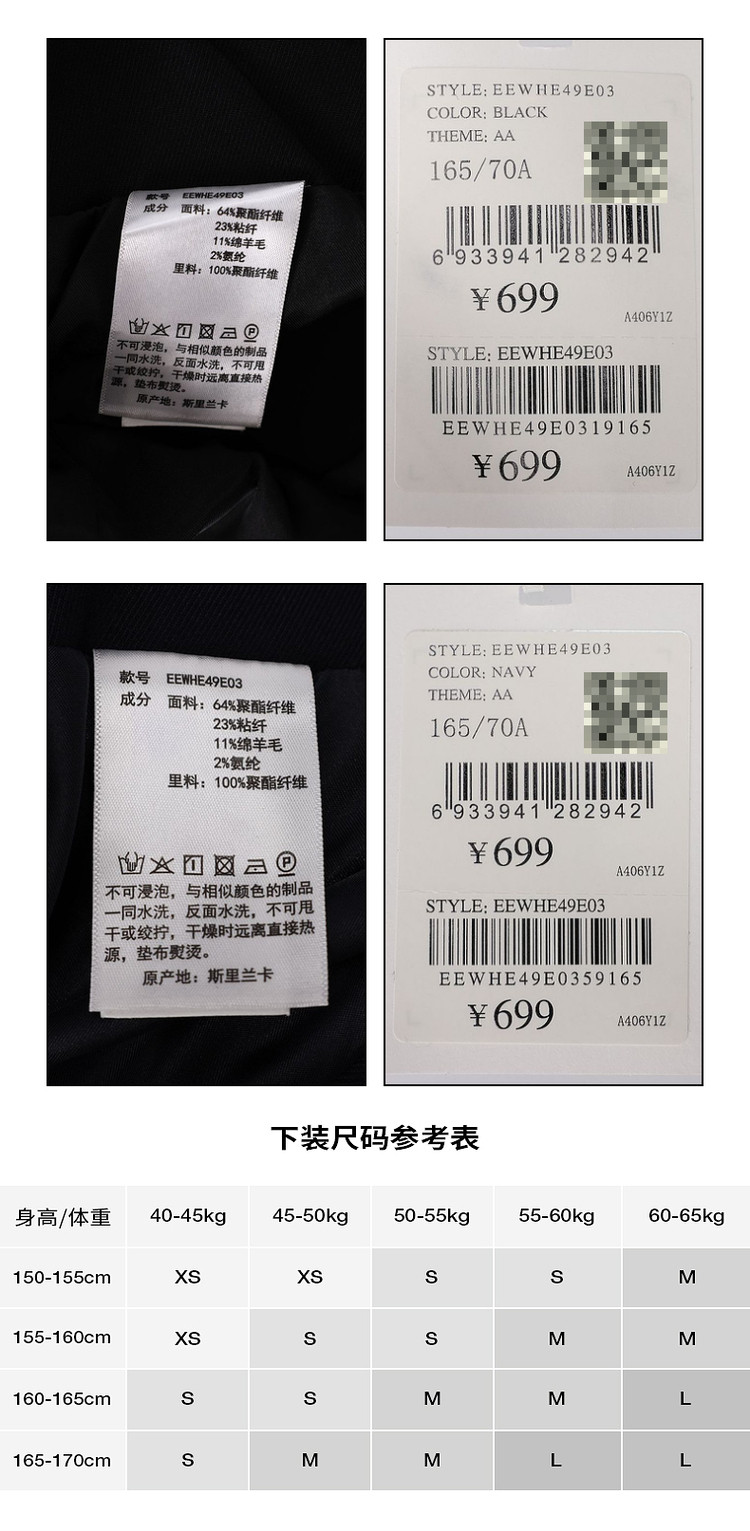 款号 EEWHE49E03
成分 面料：64%聚酯纤维
23%粘纤
11%绵羊毛
2%氨纶
里料：100%聚酯纤维
不可浸泡，与相似颜色的制品
一同水洗，反面水洗，不可甩
干或绞拧，干燥时远离直接热
源，垫布熨烫。
原产地：斯里兰卡
STYLE: EEWHE49E03
COLOR: BLACK
THEME: AA
165/70A
6 933941 282942
¥699
A406Y1Z
STYLE: EEWHE49E03
EEWHE49E0319165
¥699
A406Y1Z
款号 EEWHE49E03
成分 面料：64%聚酯纤维
23%粘纤
11%绵羊毛
2%氨纶
里料：100%聚酯纤维
不可浸泡，与相似颜色的制品
一同水洗，反面水洗，不可甩
干或绞拧，干燥时远离直接热
源，垫布熨烫。
原产地：斯里兰卡
STYLE: EEWHE49E03
COLOR: NAVY
THEME: AA
165/70A
6 933941 282942
¥699
A406Y1Z
STYLE: EEWHE49E03
EEWHE49E0359165
¥699
A406Y1Z
下装尺码参考表
身高/体重 40-45kg 45-50kg 50-55kg 55-60kg 60-65kg
150-155cm XS XS S S M
155-160cm XS S S M M
160-165cm S S M M L
165-170cm S M M L L